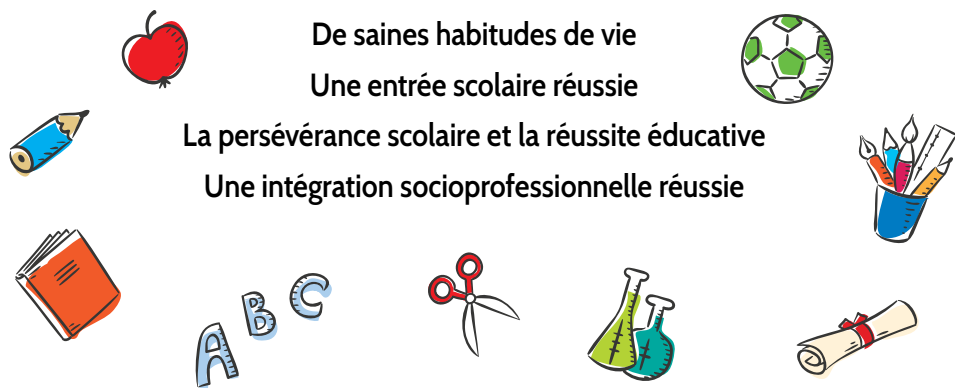 De saines habitudes de vie
Une entrée scolaire réussie
La persévérance scolaire et la réussite éducative
Une intégration socioprofessionnelle réussie
A B C